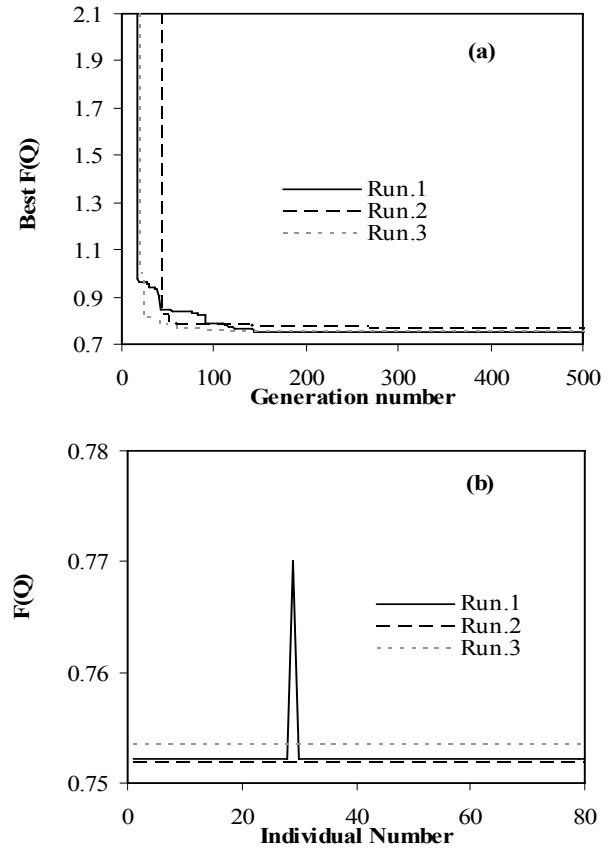 2.1
(a)
1.9
1.7
1.5
Best F(Q)
1.3
Run.1
Run.2
Run.3
1.1
0.9
0.7
0 100 200 300 400 500
Generation number
0.78
(b)
0.77
F(Q)
Run.1
Run.2
Run.3
0.76
0.75
0 20 40 60 80
Individual Number